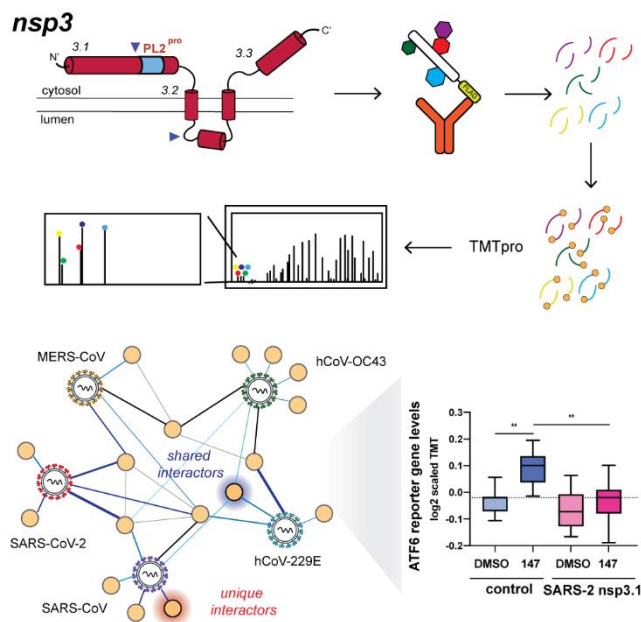 nsp3
3.1
PL2 pro
3.3
C'
N'
cytosol
3.2
lumen
FLAG
TMTpro
MERS-CoV
hCoV-OC43
shared
interactors
SARS-CoV-2
hCoV-229E
SARS-CoV
unique
interactors
ATF6 reporter gene levels
log2 scaled TMT
0.3
0.2
0.1
0.0
-0.1
-0.2
**
**
DMSO 147 DMSO 147
control SARS-2 nsp3.1